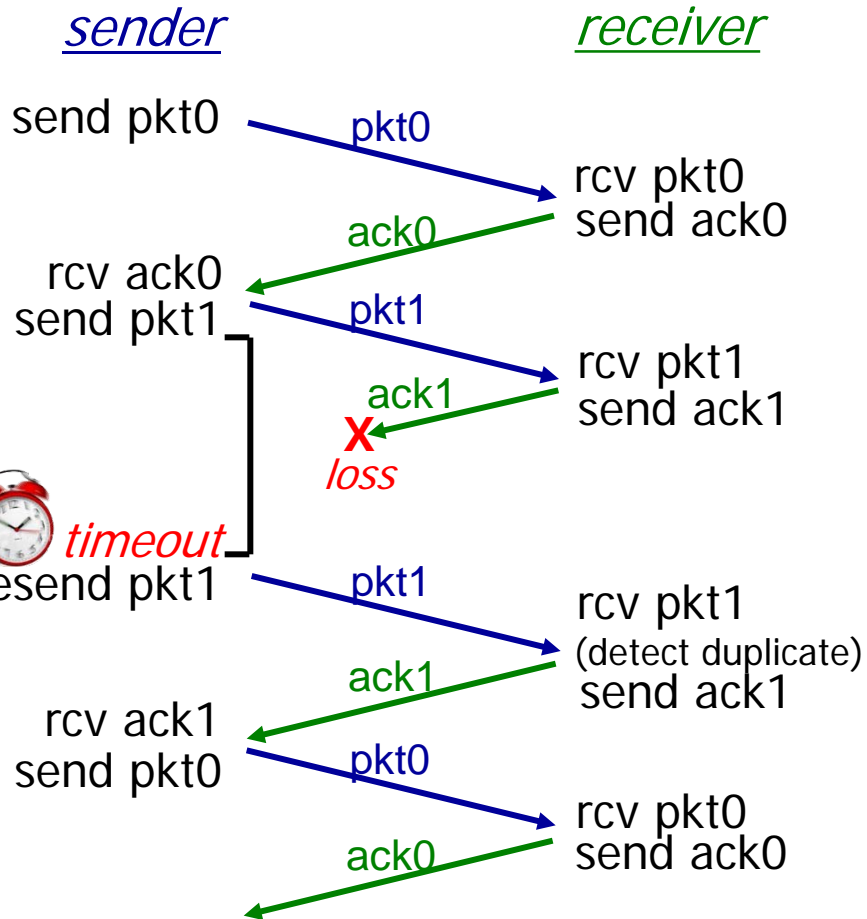 sender
receiver
send pkt0
pkt0
rcv pkt0
send ack0
ack0
rcv ack0
send pkt1
pkt1
rcv pkt1
send ack1
ack1
X
loss
timeout
esend pkt1
pkt1
rcv pkt1
(detect duplicate)
send ack1
ack1
rcv ack1
send pkt0
pkt0
rcv pkt0
send ack0
ack0